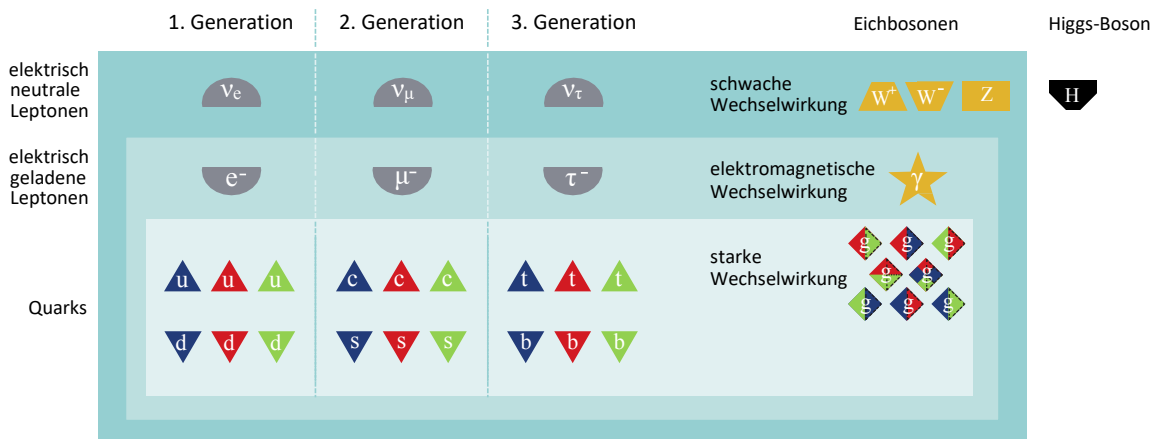 1. Generation 2. Generation 3. Generation Eichbosonen Higgs-Boson
elektrisch
neutrale
Leptonen
νe νμ ντ
schwache
Wechselwirkung
W+ W- Z H
elektrisch
geladene
Leptonen
e- μ- τ-
elektromagnetische
Wechselwirkung
γ
Quarks
u u u c c c t t t
d d d s s s b b b
starke
Wechselwirkung
g g g
g g
g g g